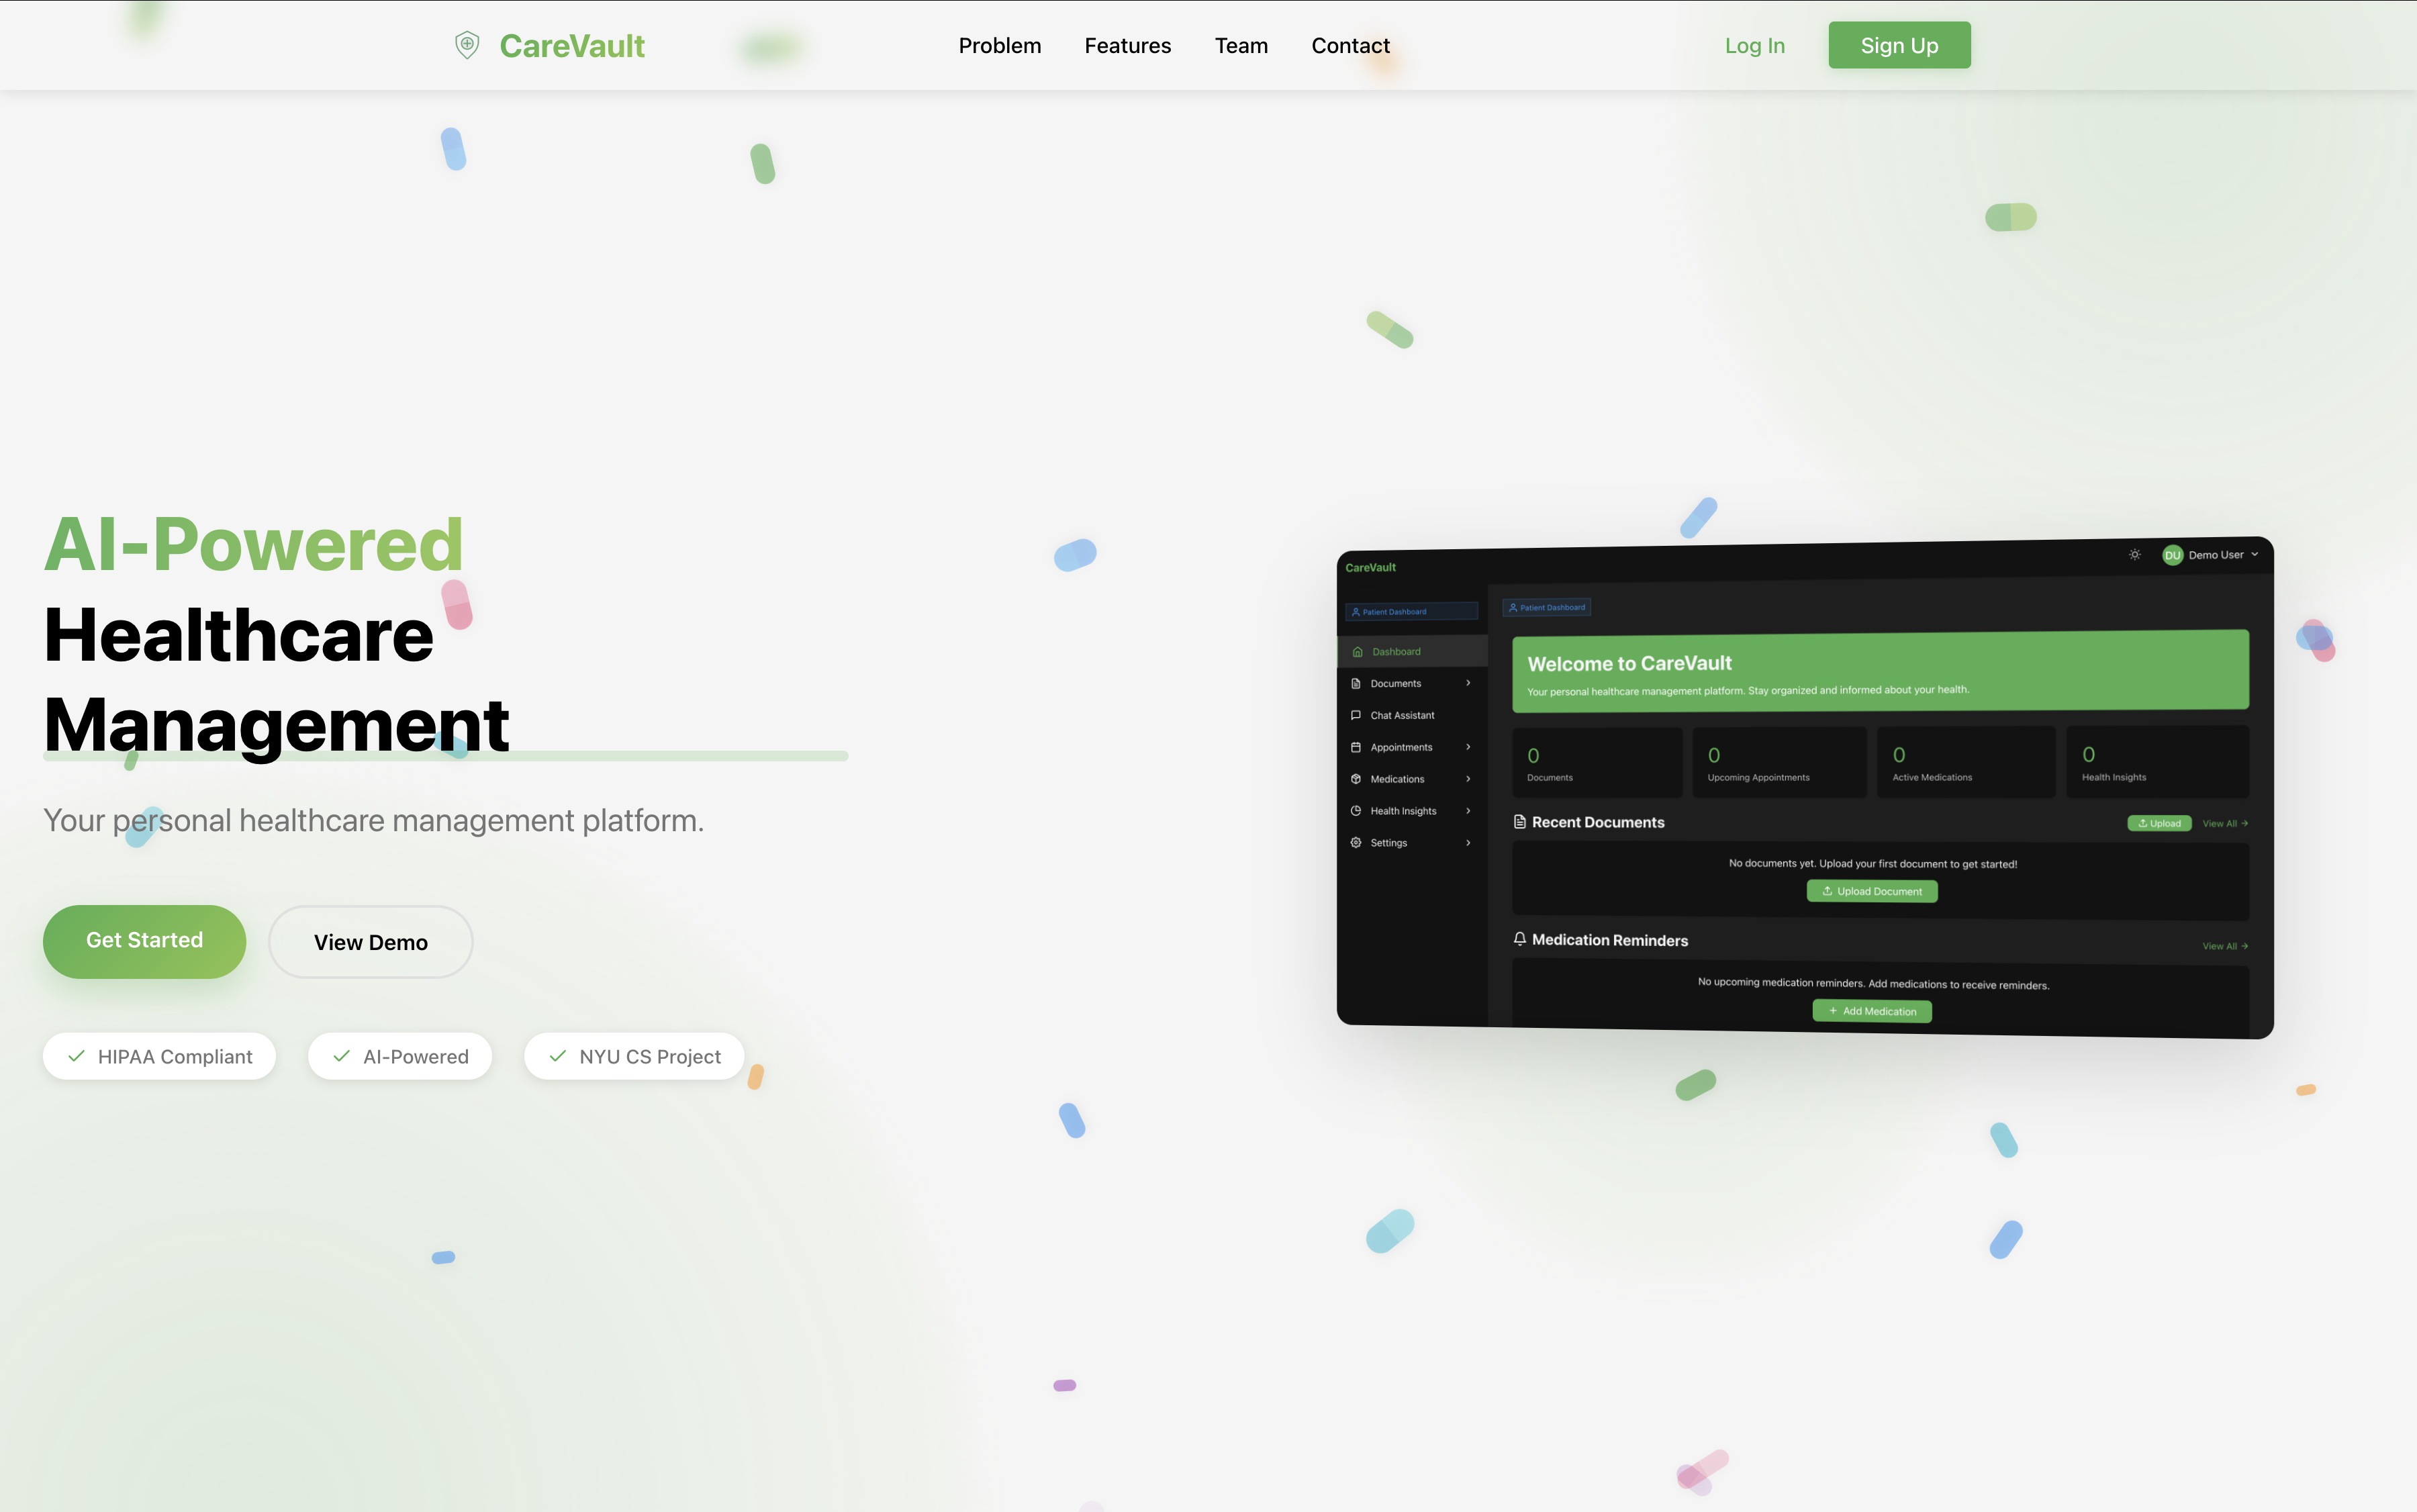 CareVault
Problem Features Team Contact
Log In Sign Up
AI-Powered
Healthcare
Management
Your personal healthcare management platform.
Get Started View Demo
HIPAA Compliant AI-Powered NYU CS Project
CareVault
DU Demo User
Patient Dashboard
Dashboard
Documents
Chat Assistant
Appointments
Medications
Health Insights
Settings
Patient Dashboard
Welcome to CareVault
Your personal healthcare management platform. Stay organized and informed about your health.
0 0 0 0
Documents Upcoming Appointments Active Medications Health Insights
Recent Documents Upload View All →
No documents yet. Upload your first document to get started!
Upload Document
Medication Reminders View All →
No upcoming medication reminders. Add medications to receive reminders.
+ Add Medication